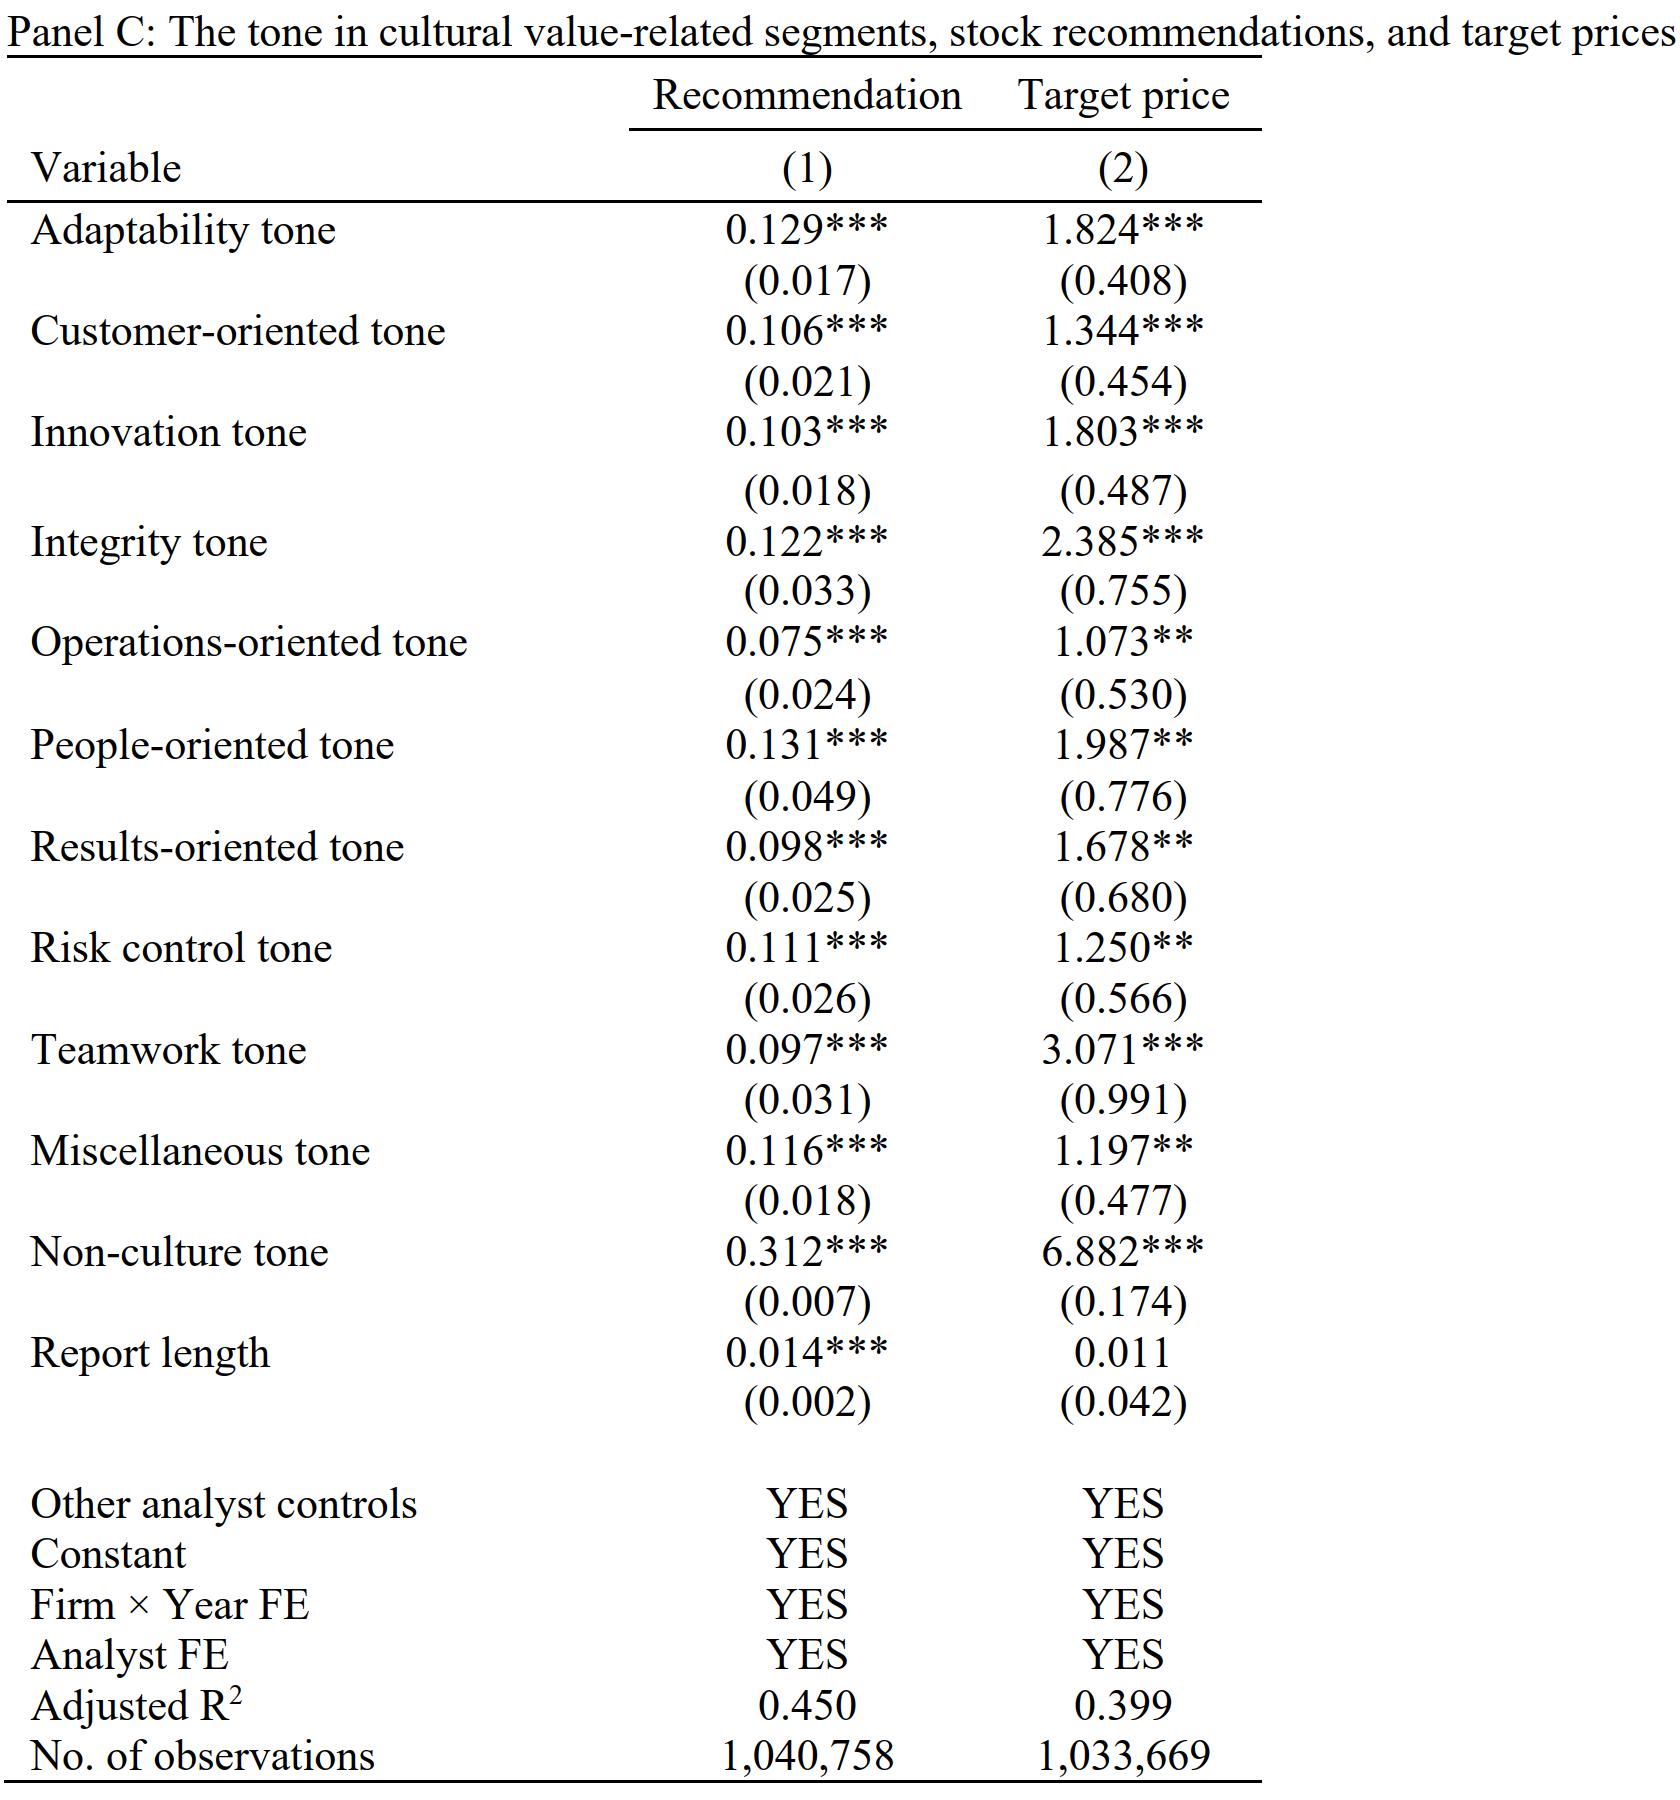 Panel C: The tone in cultural value-related segments, stock recommendations, and target prices
Recommendation Target price
Variable (1) (2)
Adaptability tone 0.129*** 1.824***
(0.017) (0.408)
Customer-oriented tone 0.106*** 1.344***
(0.021) (0.454)
Innovation tone 0.103*** 1.803***
(0.018) (0.487)
Integrity tone 0.122*** 2.385***
(0.033) (0.755)
Operations-oriented tone 0.075*** 1.073**
(0.024) (0.530)
People-oriented tone 0.131*** 1.987**
(0.049) (0.776)
Results-oriented tone 0.098*** 1.678**
(0.025) (0.680)
Risk control tone 0.111*** 1.250**
(0.026) (0.566)
Teamwork tone 0.097*** 3.071***
(0.031) (0.991)
Miscellaneous tone 0.116*** 1.197**
(0.018) (0.477)
Non-culture tone 0.312*** 6.882***
(0.007) (0.174)
Report length 0.014*** 0.011
(0.002) (0.042)
Other analyst controls YES YES
Constant YES YES
Firm × Year FE YES YES
Analyst FE YES YES
Adjusted R² 0.450 0.399
No. of observations 1,040,758 1,033,669